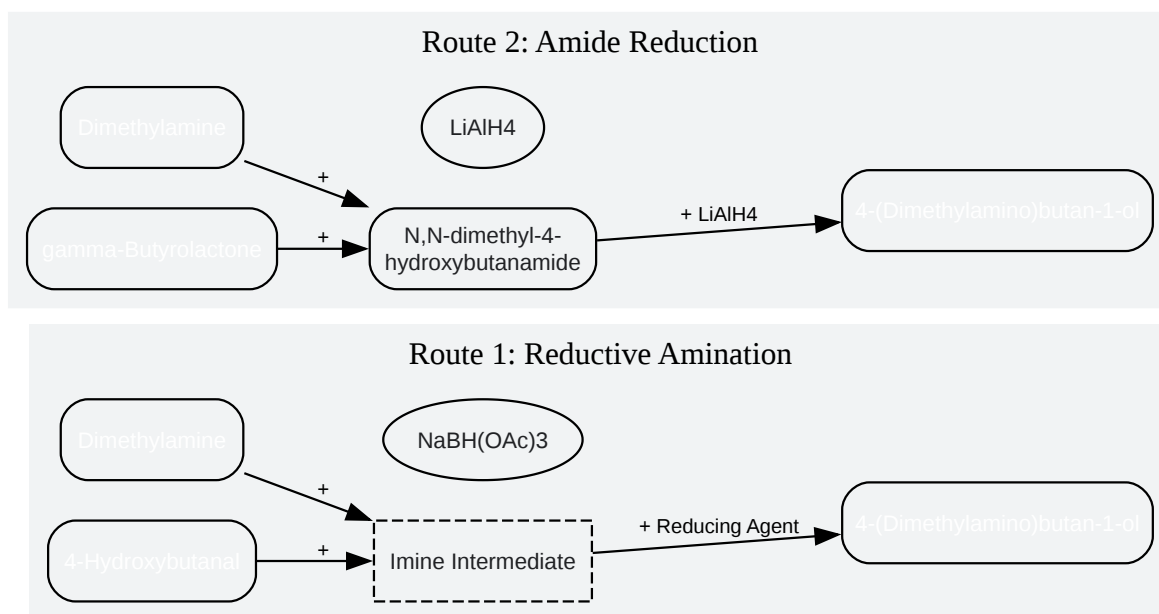 Route 2: Amide Reduction
Dimethylamine
LiAlH4
+
gamma-Butyrolactone
+
N,N-dimethyl-4-
hydroxybutanamide
+ LiAlH4
4-(Dimethylamino)butan-1-ol
Route 1: Reductive Amination
Dimethylamine
NaBH(OAc)3
+
4-Hydroxybutanal
+
Imine Intermediate
+ Reducing Agent
4-(Dimethylamino)butan-1-ol